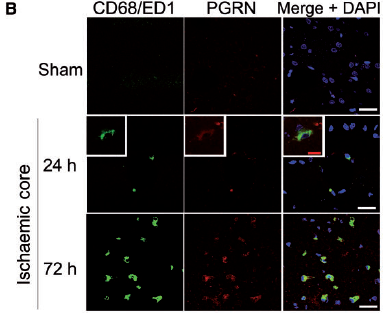 B
CD68/ED1 PGRN Merge + DAPI
Sham
Ischaemic core
24 h
72 h